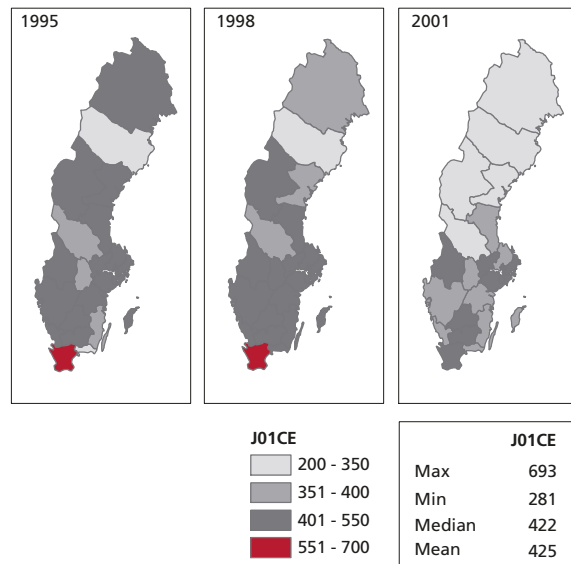 1995
1998
2001
J01CE
200 - 350
351 - 400
401 - 550
551 - 700
J01CE
Max 693
Min 281
Median 422
Mean 425